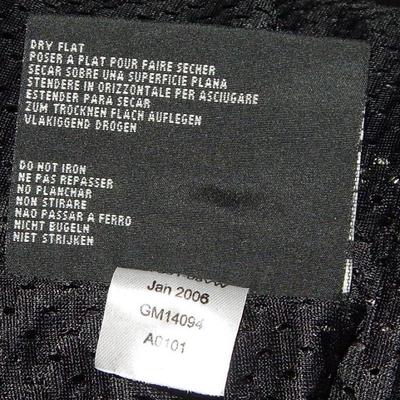 DRY FLAT
POSER A PLAT POUR FAIRE SECHER
SECAR SOBRE UNA SUPERFICIE PLANA
STENDERE IN ORIZZONTALE PER ASCIUGARE
ESTENDER PARA SECAR
ZUM TROCKNEN FLACH AUFLEGEN
VLAKIGGEND DROGEN
DO NOT IRON
NE PAS REPASSER
NO PLANCHAR
NON STIRARE
NAO PASSAR A FERRO
NICHT BUGELN
NIET STRIJKEN
Jan 2006
GM14094
A0101